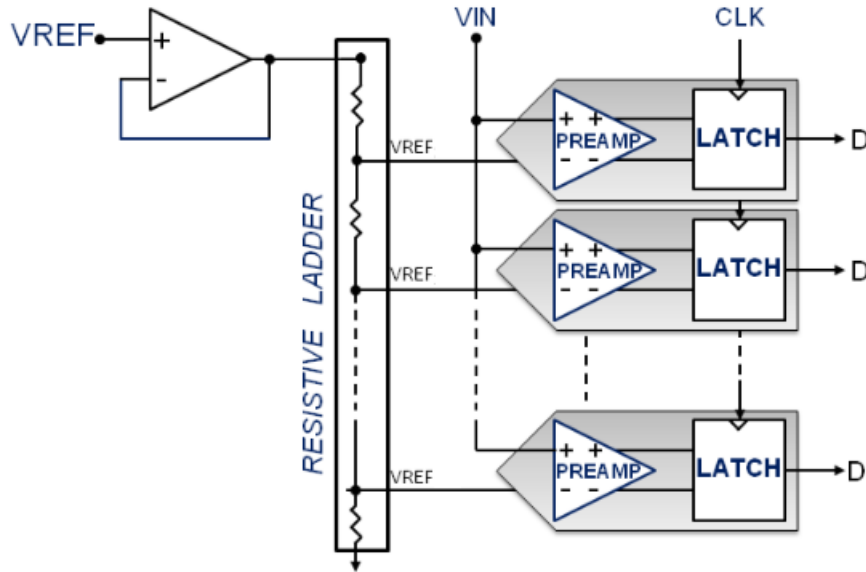 VREF
+
-
VIN
CLK
RESISTIVE LADDER
VREF
+ +
PREAMP
- -
LATCH
D
VREF
+ +
PREAMP
- -
LATCH
D
VREF
+ +
PREAMP
- -
LATCH
D